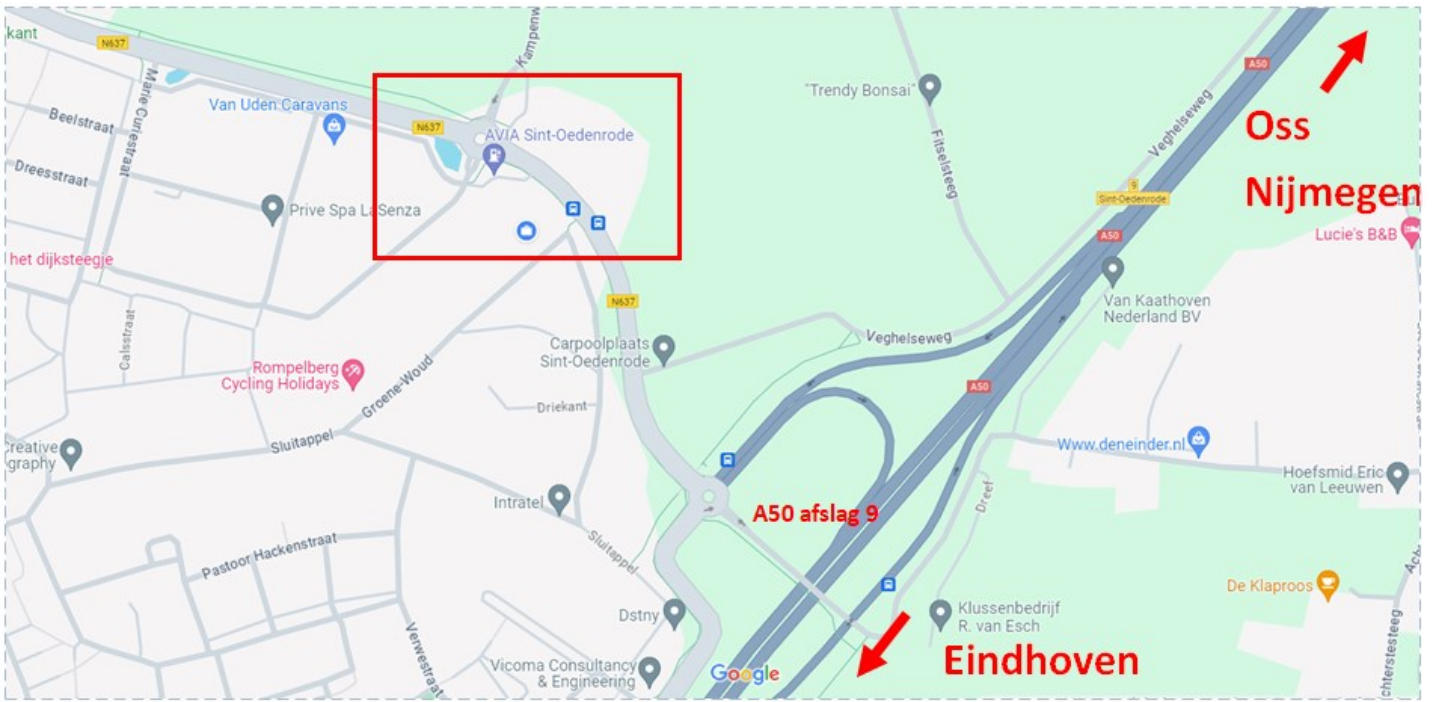 kant
N637
Kampenw
Marie Curiestraat
Van Uden Caravans
Beelstraat
N637
AVIA Sint-Oedenrode
Dreesstraat
Prive Spa LaSenza
het dijksteegje
"Trendy Bonsai"
Fitselsteeg
Veghelseweg
A50
Oss
Nijmegen
9
Sint-Oedenrode
A50
Lucie's B&B
Van Kaathoven
Nederland BV
N637
Calsstraat
Carpoolplaats
Sint-Oedenrode
Veghelseweg
Rompelberg
Cycling Holidays
Groene-Woud
Driekant
A50
Sluitappel
Creative
graphy
Www.deneinder.nl
Hoefsmid Eric
van Leeuwen
Intratel
A50 afslag 9
Dreef
Sluitappel
Pastoor Hackenstraat
De Klaproos
Dstny
Klussenbedrijf
R. van Esch
Verwestraat
Vicoma Consultancy
& Engineering
Google
Eindhoven
chterstesteeg